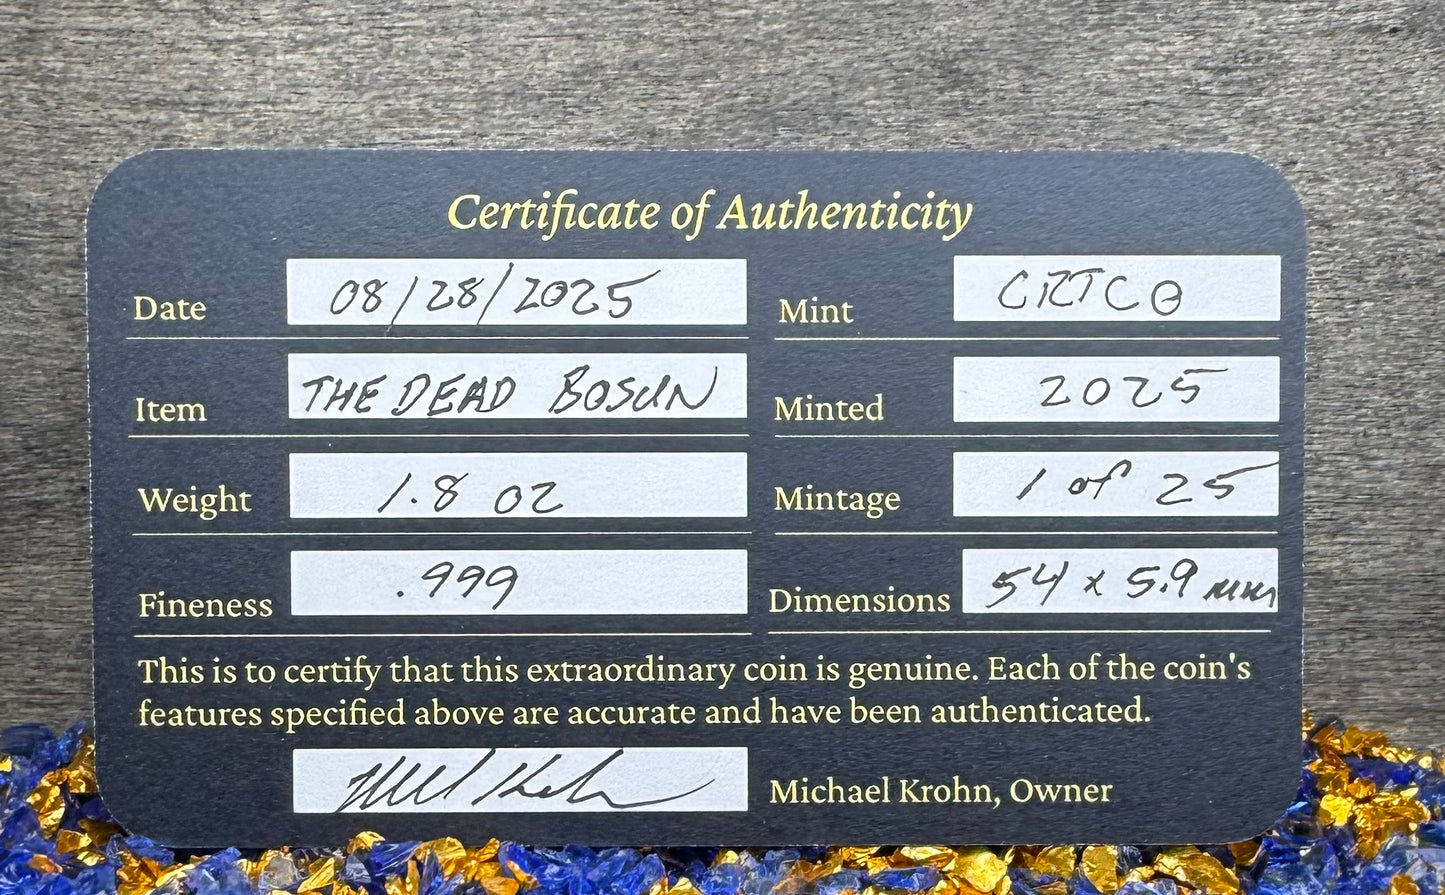 Certificate of Authenticity
Date 08/28/2025
Mint CRTCO
Item THE DEAD BOSUN
Minted 2025
Weight 1.8 OZ
Mintage 1 of 25
Fineness .999
Dimensions 54 x 5.9 mm
This is to certify that this extraordinary coin is genuine. Each of the coin's
features specified above are accurate and have been authenticated.
Michael Krohn, Owner